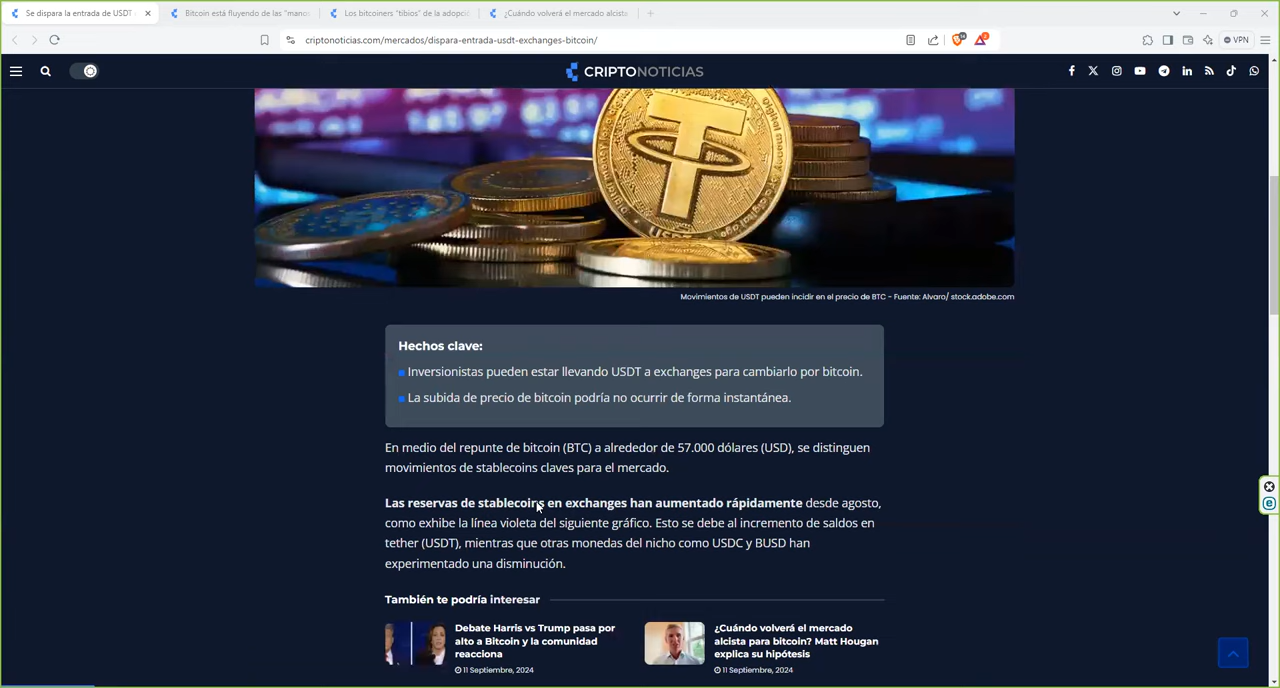 Se dispara la entrada de USDT
Bitcoin está fluyendo de las "manos
Los bitcoiners "tibios" de la adopció
¿Cuándo volverá el mercado alcista
criptonoticias.com/mercados/dispara-entrada-usdt-exchanges-bitcoin/
VPN
CRIPTONOTICIAS
Movimientos de USDT pueden incidir en el precio de BTC - Fuente: Alvaro/ stock.adobe.com
Hechos clave:
Inversionistas pueden estar llevando USDT a exchanges para cambiarlo por bitcoin.
La subida de precio de bitcoin podría no ocurrir de forma instantánea.
En medio del repunte de bitcoin (BTC) a alrededor de 57.000 dólares (USD), se distinguen
movimientos de stablecoins claves para el mercado.
Las reservas de stablecoins en exchanges han aumentado rápidamente desde agosto,
como exhibe la línea violeta del siguiente gráfico. Esto se debe al incremento de saldos en
tether (USDT), mientras que otras monedas del nicho como USDC y BUSD han
experimentado una disminución.
También te podría interesar
Debate Harris vs Trump pasa por
alto a Bitcoin y la comunidad
reacciona
11 Septiembre, 2024
¿Cuándo volverá el mercado
alcista para bitcoin? Matt Hougan
explica su hipótesis
11 Septiembre, 2024